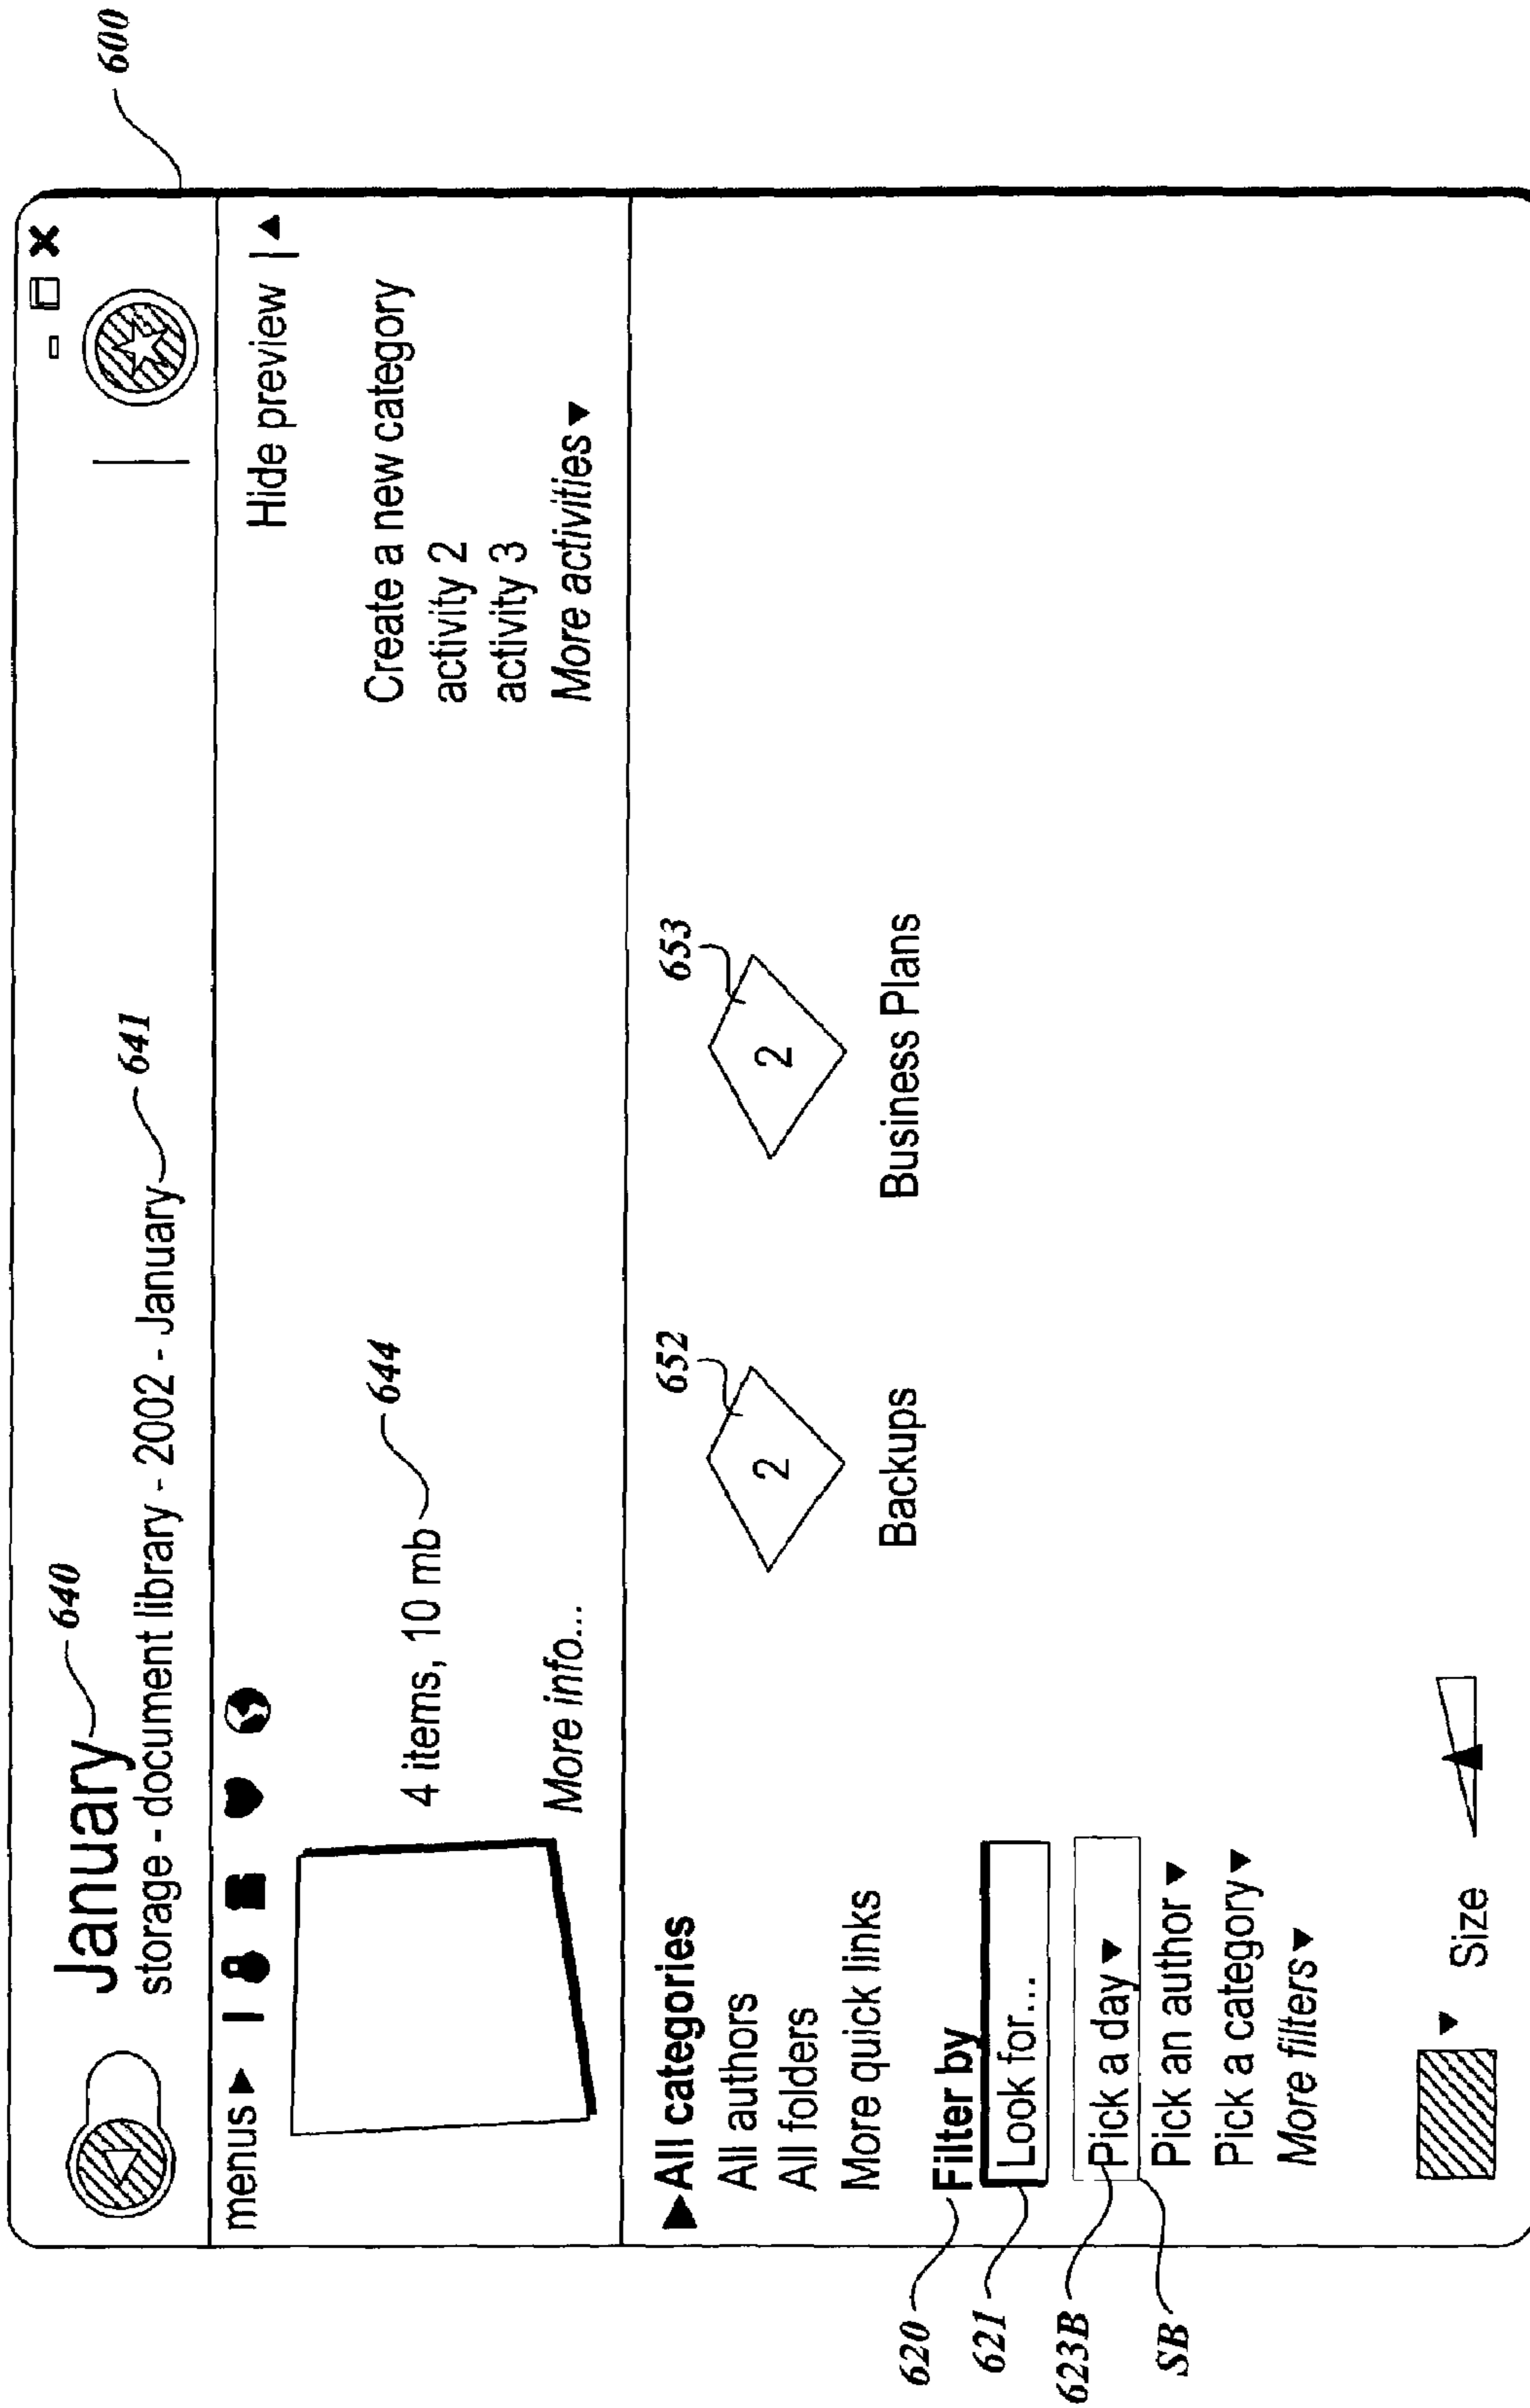 600
January 640
storage - document library - 2002 - January 641
menus
Hide preview
4 items, 10 mb 644
More info...
Create a new category
activity 2
activity 3
More activities
All categories
All authors
All folders
More quick links
620 Filter by
621 Look for...
623B Pick a day
SB
Pick an author
Pick a category
More filters
Size
652
2
Backups
653
2
Business Plans